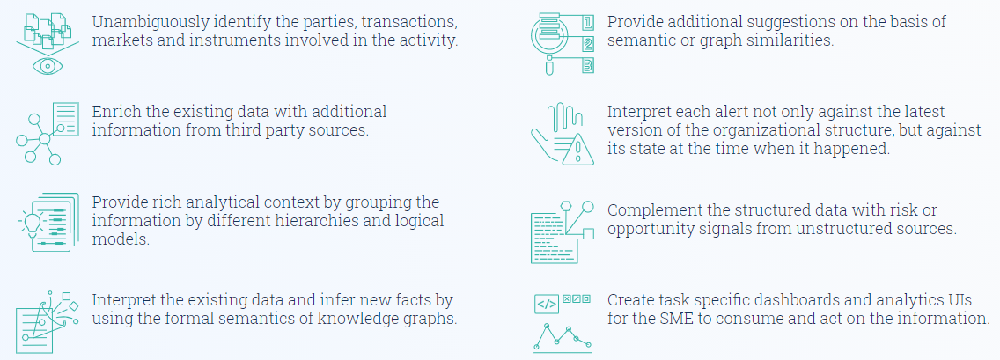 Unambiguously identify the parties, transactions,
markets and instruments involved in the activity.
Enrich the existing data with additional
information from third party sources.
Provide rich analytical context by grouping the
information by different hierarchies and logical
models.
Interpret the existing data and infer new facts by
using the formal semantics of knowledge graphs.
1
2
3
Provide additional suggestions on the basis of
semantic or graph similarities.
Interpret each alert not only against the latest
version of the organizational structure, but against
its state at the time when it happened.
Complement the structured data with risk or
opportunity signals from unstructured sources.
</>
Create task specific dashboards and analytics UIs
for the SME to consume and act on the information.